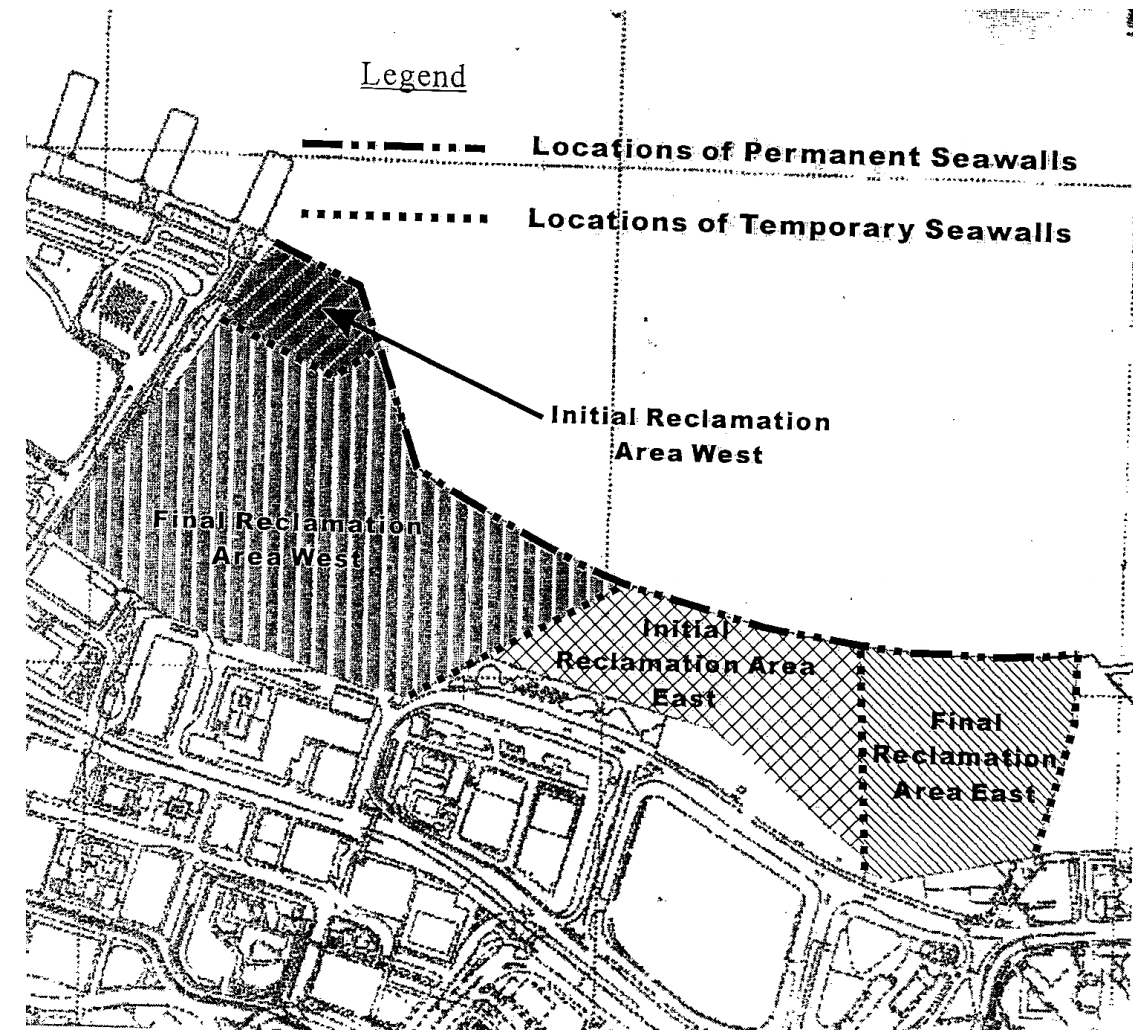 Legend
Locations of Permanent Seawalls
Locations of Temporary Seawalls
Initial Reclamation
Area West
Final Reclamation
Area West
Initial
Reclamation Area
East
Final
Reclamation
Area East